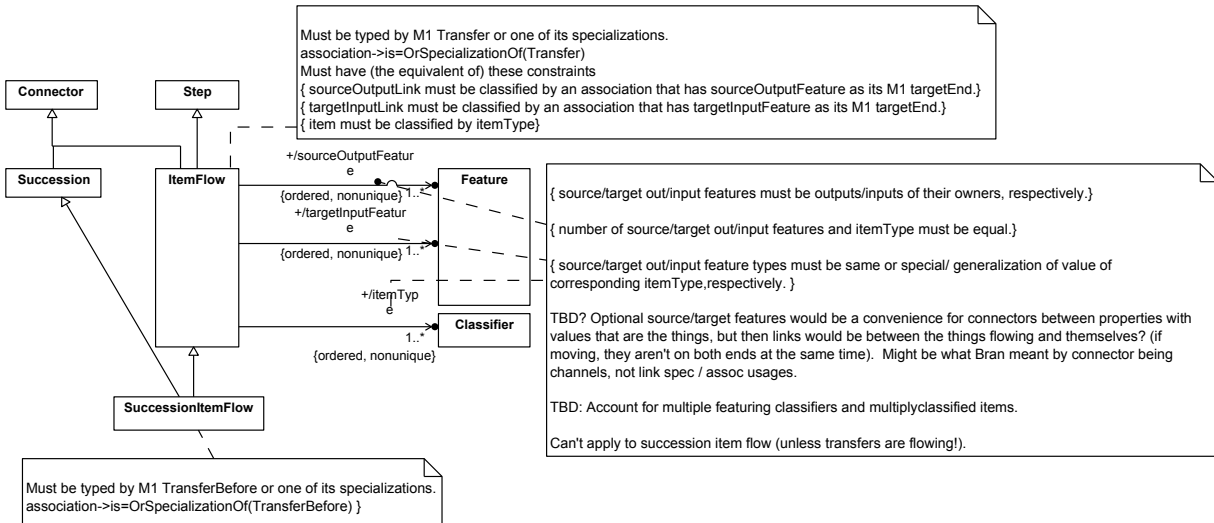 Must be typed by M1 Transfer or one of its specializations.
association->is=OrSpecializationOf(Transfer)
Must have (the equivalent of) these constraints
{ sourceOutputLink must be classified by an association that has sourceOutputFeature as its M1 targetEnd.}
{ targetInputLink must be classified by an association that has targetInputFeature as its M1 targetEnd.}
{ item must be classified by itemType}
Connector
Step
Succession
ItemFlow
+/sourceOutputFeatur
e
{ordered, nonunique}
1..*
+/targetInputFeatur
e
{ordered, nonunique}
1..*
+/itemTyp
e
1..*
{ordered, nonunique}
Feature
Classifier
{ source/target out/input features must be outputs/inputs of their owners, respectively.}
{ number of source/target out/input features and itemType must be equal.}
{ source/target out/input feature types must be same or special/ generalization of value of
corresponding itemType,respectively. }
TBD? Optional source/target features would be a convenience for connectors between properties with
values that are the things, but then links would be between the things flowing and themselves? (if
moving, they aren't on both ends at the same time).  Might be what Bran meant by connector being
channels, not link spec / assoc usages.
TBD: Account for multiple featuring classifiers and multiplyclassified items.
Can't apply to succession item flow (unless transfers are flowing!).
SuccessionItemFlow
Must be typed by M1 TransferBefore or one of its specializations.
association->is=OrSpecializationOf(TransferBefore) }